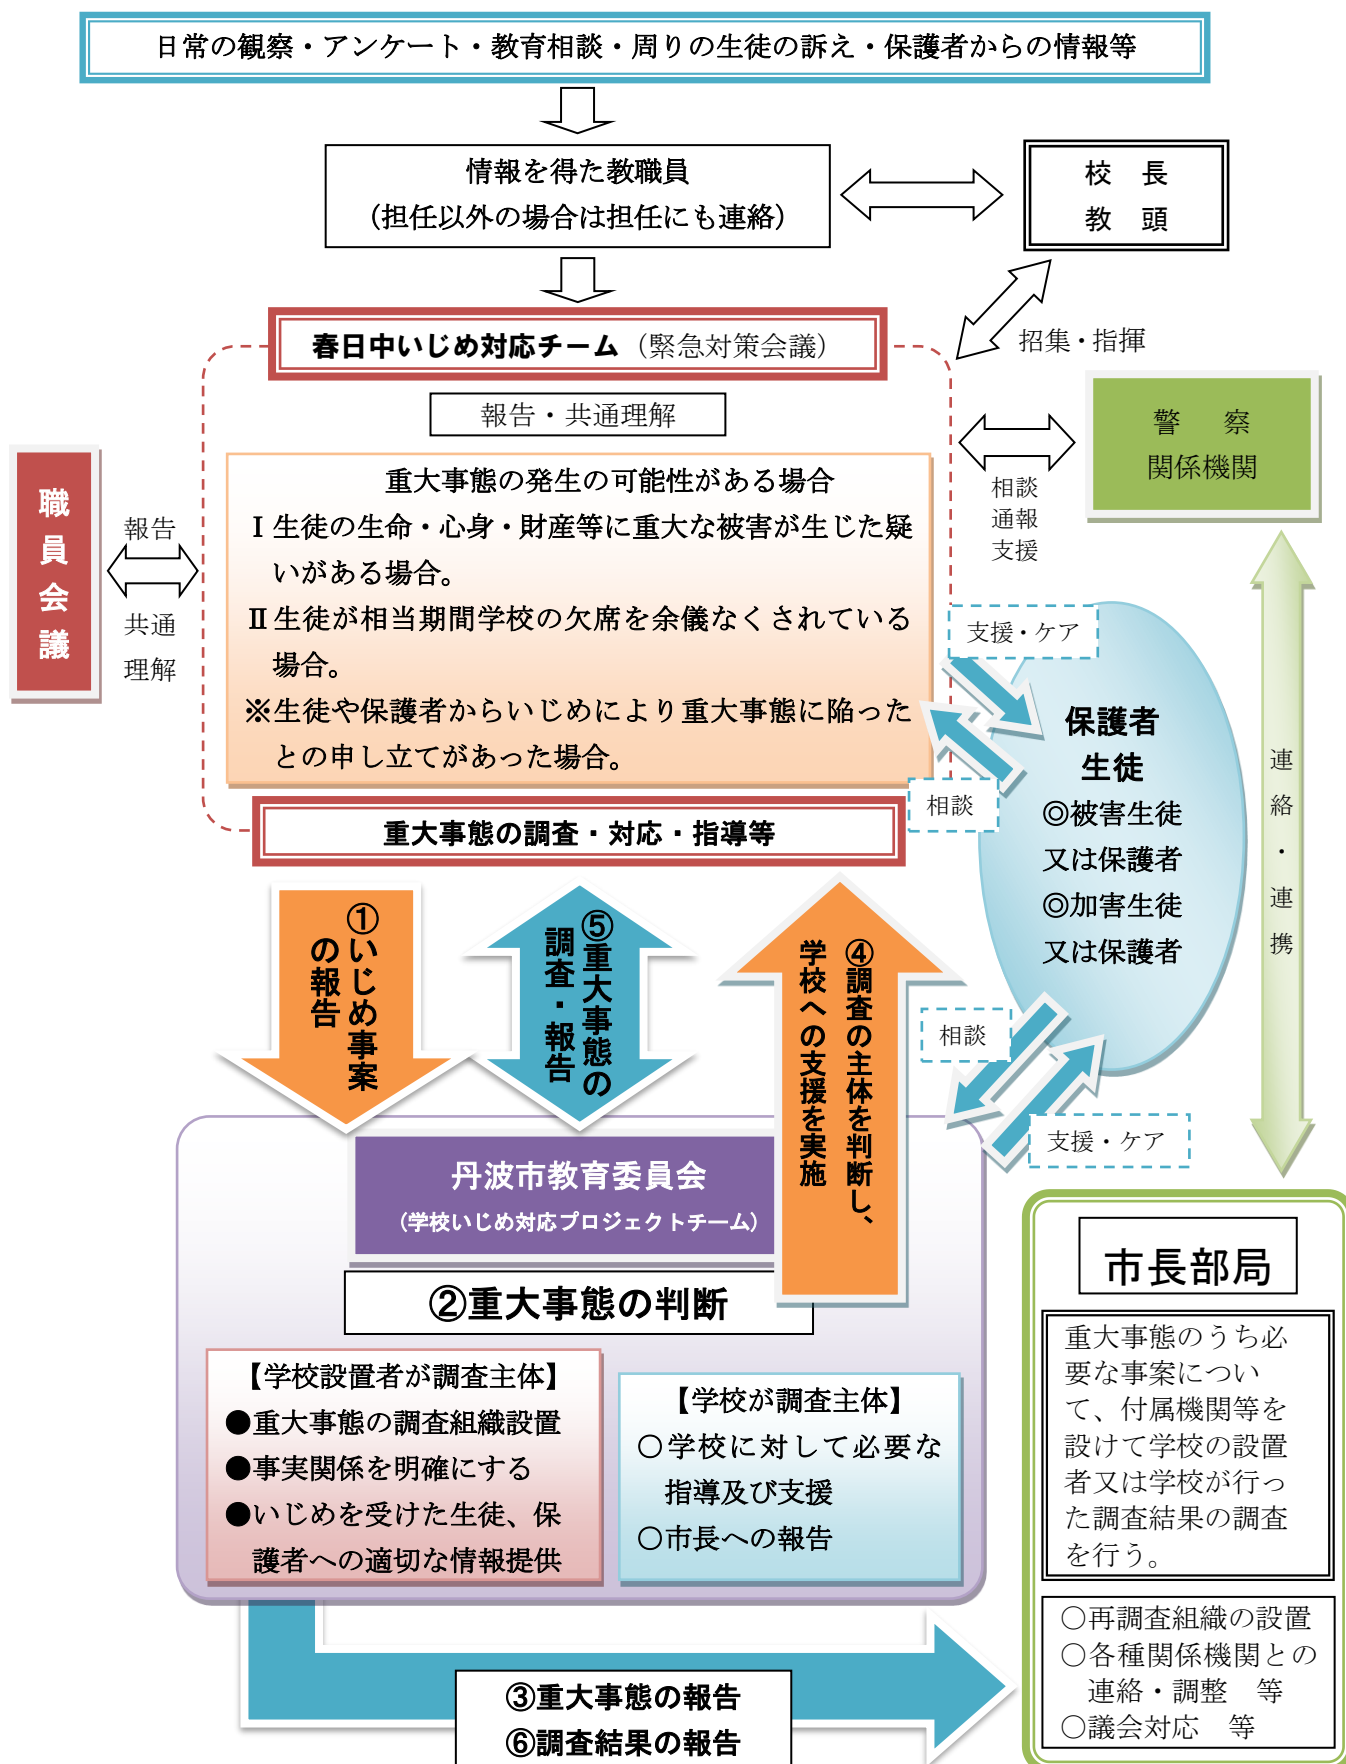 日常の観察・アンケート・教育相談・周りの生徒の訴え・保護者からの情報等
情報を得た教職員
(担任以外の場合は担任にも連絡)
校　長
教　頭
招集・指揮
春日中いじめ対応チーム（緊急対策会議）
報告・共通理解
警　察
関係機関
相談
通報
支援
職員会議
報告
共通
理解
重大事態の発生の可能性がある場合
Ⅰ生徒の生命・心身・財産等に重大な被害が生じた疑
いがある場合。
Ⅱ生徒が相当期間学校の欠席を余儀なくされている
場合。
※生徒や保護者からいじめにより重大事態に陥った
との申し立てがあった場合。
支援・ケア
相談
保護者
生徒
◎被害生徒
又は保護者
◎加害生徒
又は保護者
連絡・連携
重大事態の調査・対応・指導等
①いじめ事案
の報告
⑤重大事態の
調査・報告
④調査の主体を判断し、
学校への支援を実施
相談
支援・ケア
丹波市教育委員会
(学校いじめ対応プロジェクトチーム)
②重大事態の判断
【学校設置者が調査主体】
●重大事態の調査組織設置
●事実関係を明確にする
●いじめを受けた生徒、保
護者への適切な情報提供
【学校が調査主体】
○学校に対して必要な
指導及び支援
○市長への報告
市長部局
重大事態のうち必
要な事案につい
て、付属機関等を
設けて学校の設置
者又は学校が行っ
た調査結果の調査
を行う。
○再調査組織の設置
○各種関係機関との
連絡・調整　等
○議会対応　等
③重大事態の報告
⑥調査結果の報告